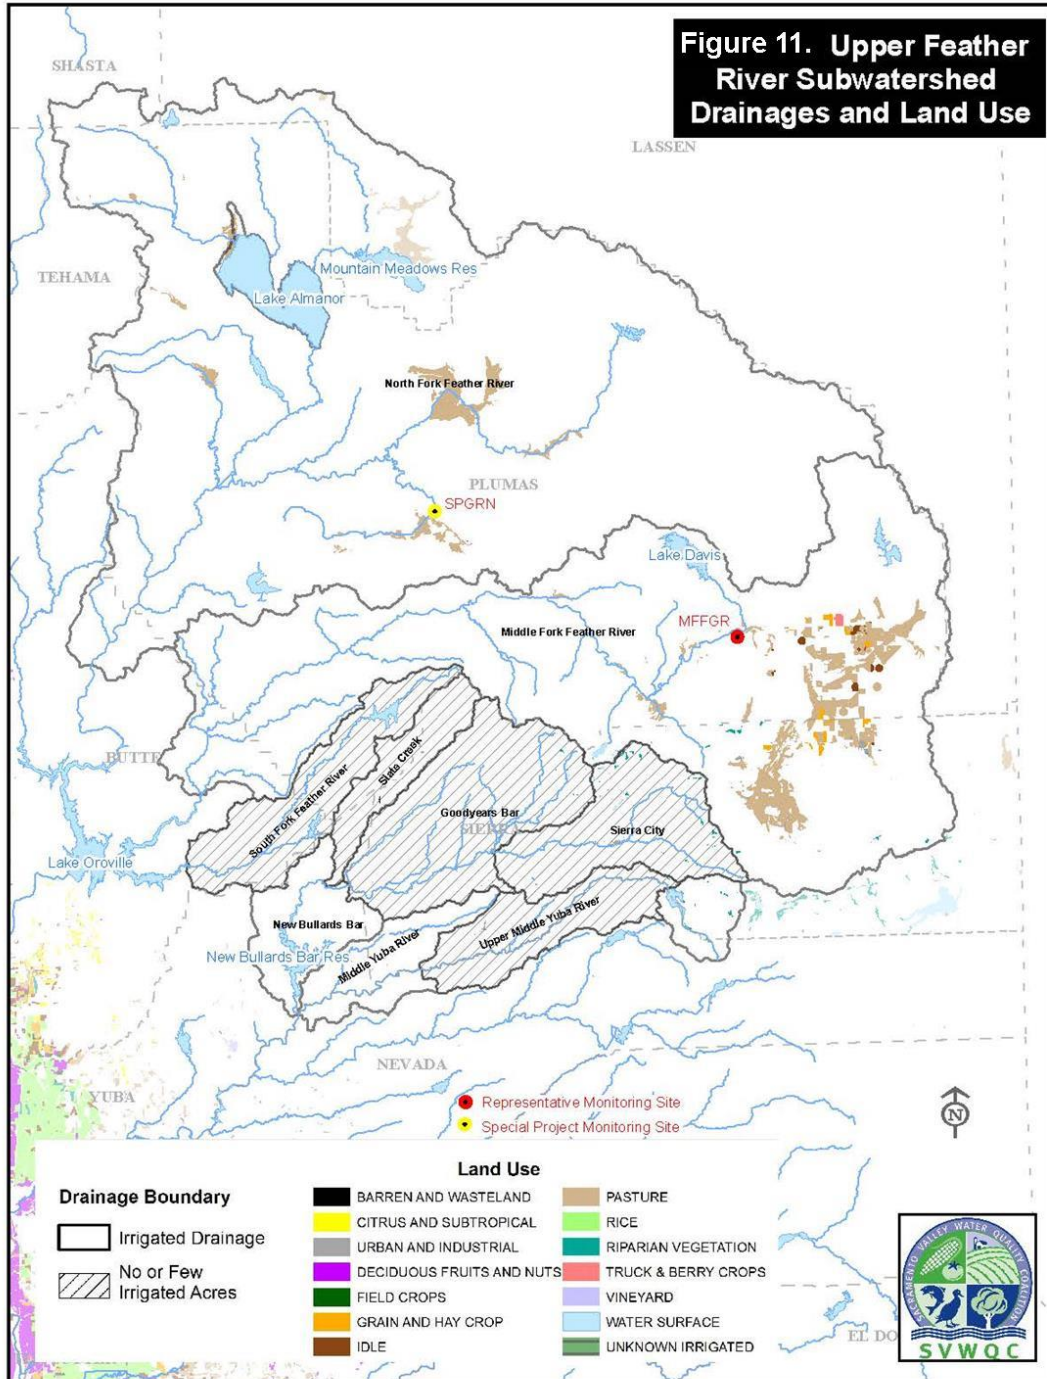 Figure 11. Upper Feather
River Subwatershed
Drainages and Land Use
SHASTA
LASSEN
TEHAMA
Mountain Meadows Res
Lake Almanor
North Fork Feather River
PLUMAS
SPGRN
Lake Davis
MFFGR
Middle Fork Feather River
BUTTE
Slate Creek
South Fork Feather River
Goodyears Bar
SIERRA
Sierra City
Lake Oroville
New Bullards Bar
Upper Middle Yuba River
Middle Yuba River
New Bullards Bar Res
NEVADA
YUBA
Representative Monitoring Site
Special Project Monitoring Site
N
Land Use
Drainage Boundary
Irrigated Drainage
No or Few
Irrigated Acres
BARREN AND WASTELAND
CITRUS AND SUBTROPICAL
URBAN AND INDUSTRIAL
DECIDUOUS FRUITS AND NUTS
FIELD CROPS
GRAIN AND HAY CROP
IDLE
PASTURE
RICE
RIPARIAN VEGETATION
TRUCK & BERRY CROPS
VINEYARD
WATER SURFACE
UNKNOWN IRRIGATED
EL DO
SACRAMENTO VALLEY WATER QUALITY COALITION
SVWQC